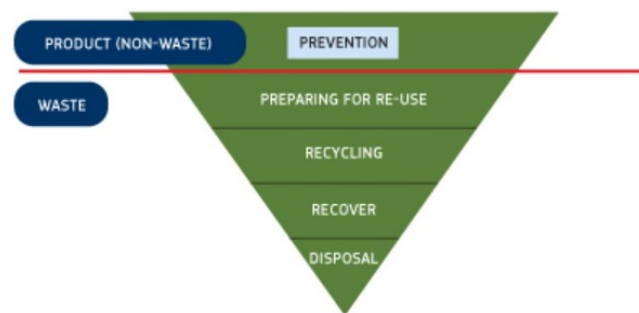 PRODUCT (NON-WASTE)
PREVENTION
WASTE
PREPARING FOR RE-USE
RECYCLING
RECOVER
DISPOSAL